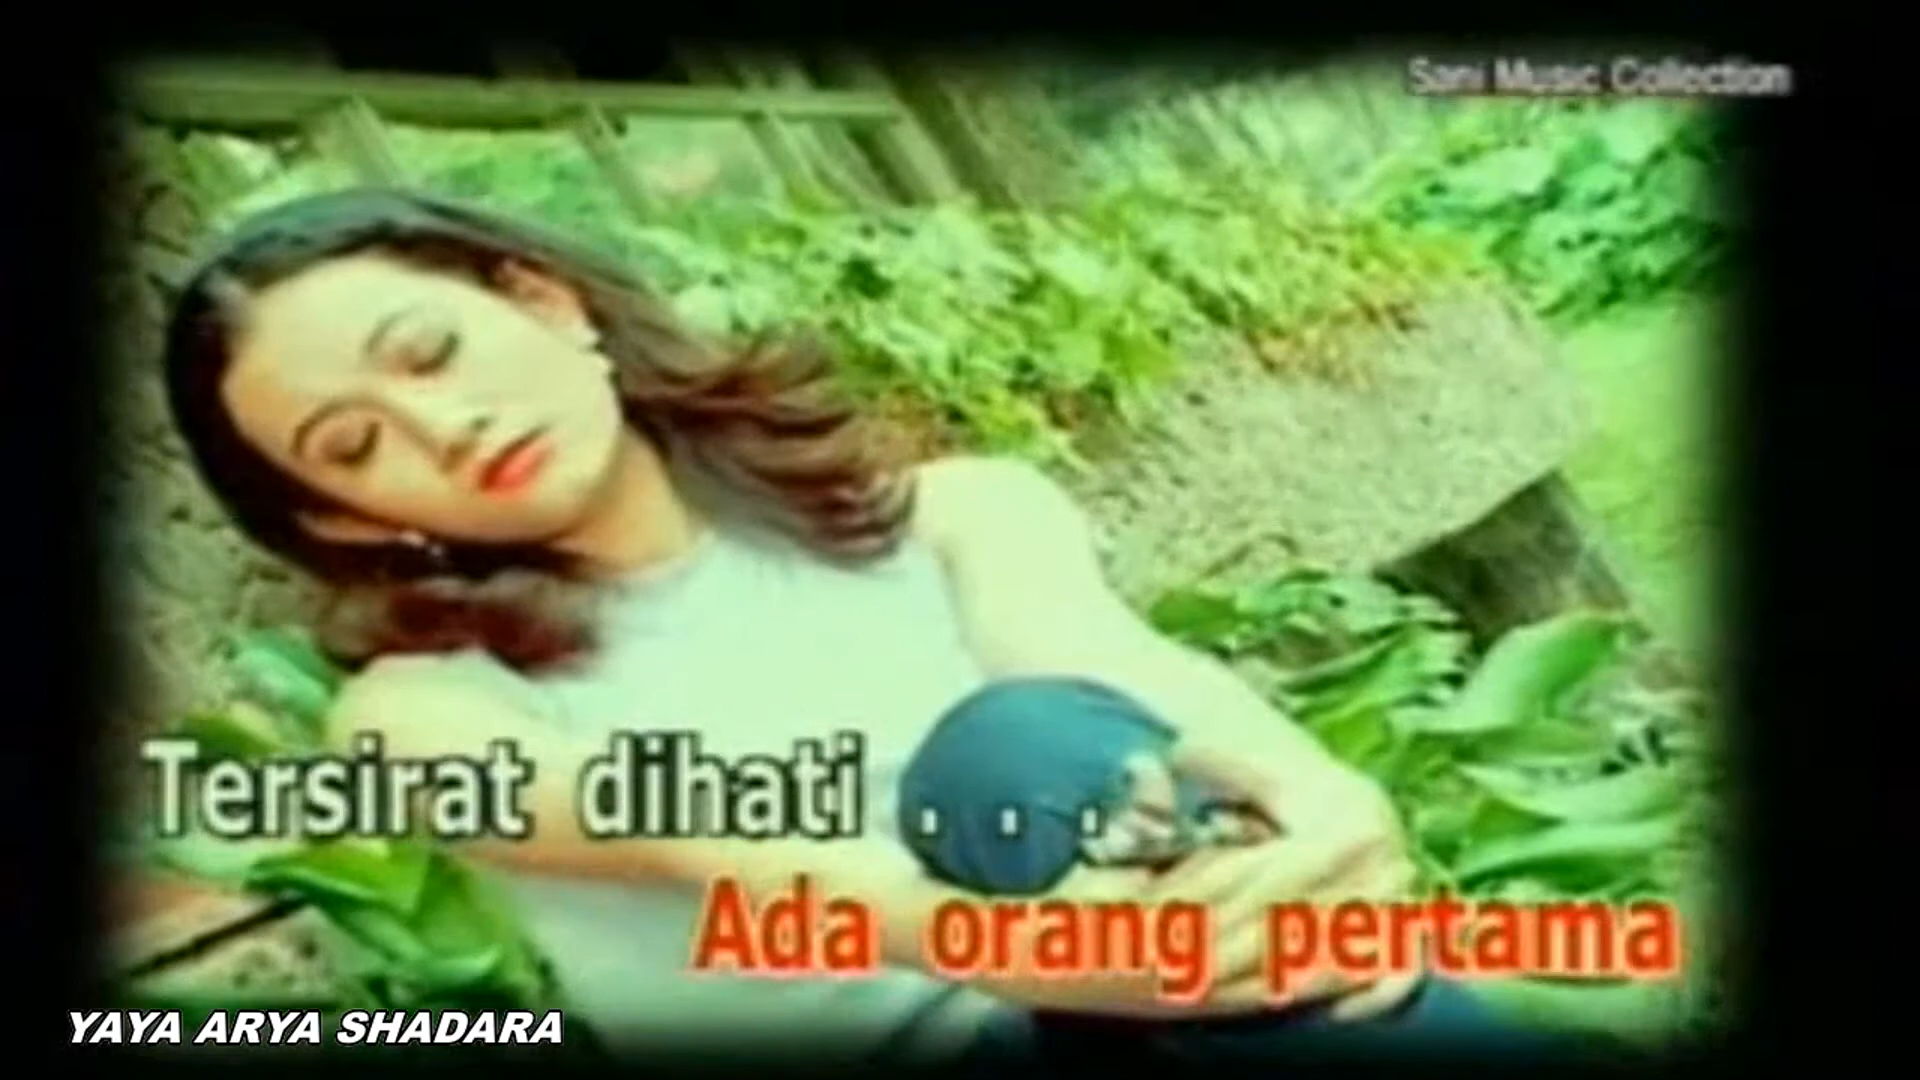 Sani Music Collection
Tersirat dihati . . .
Ada orang pertama
YAYA ARYA SHADARA